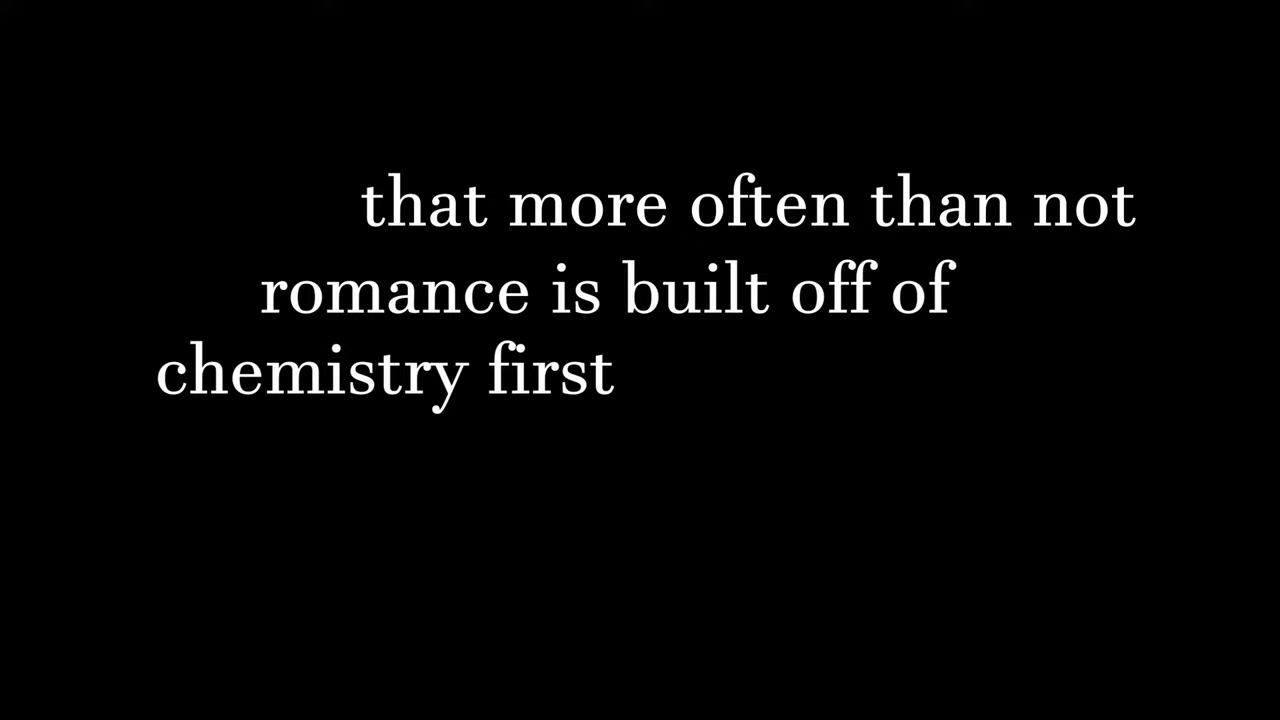 that more often than not
romance is built off of
chemistry first